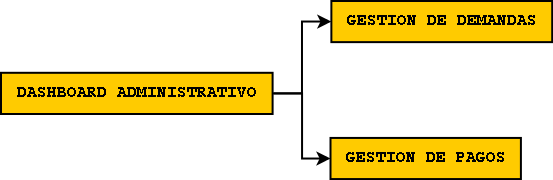 GESTION DE DEMANDAS
DASHBOARD ADMINISTRATIVO
GESTION DE PAGOS